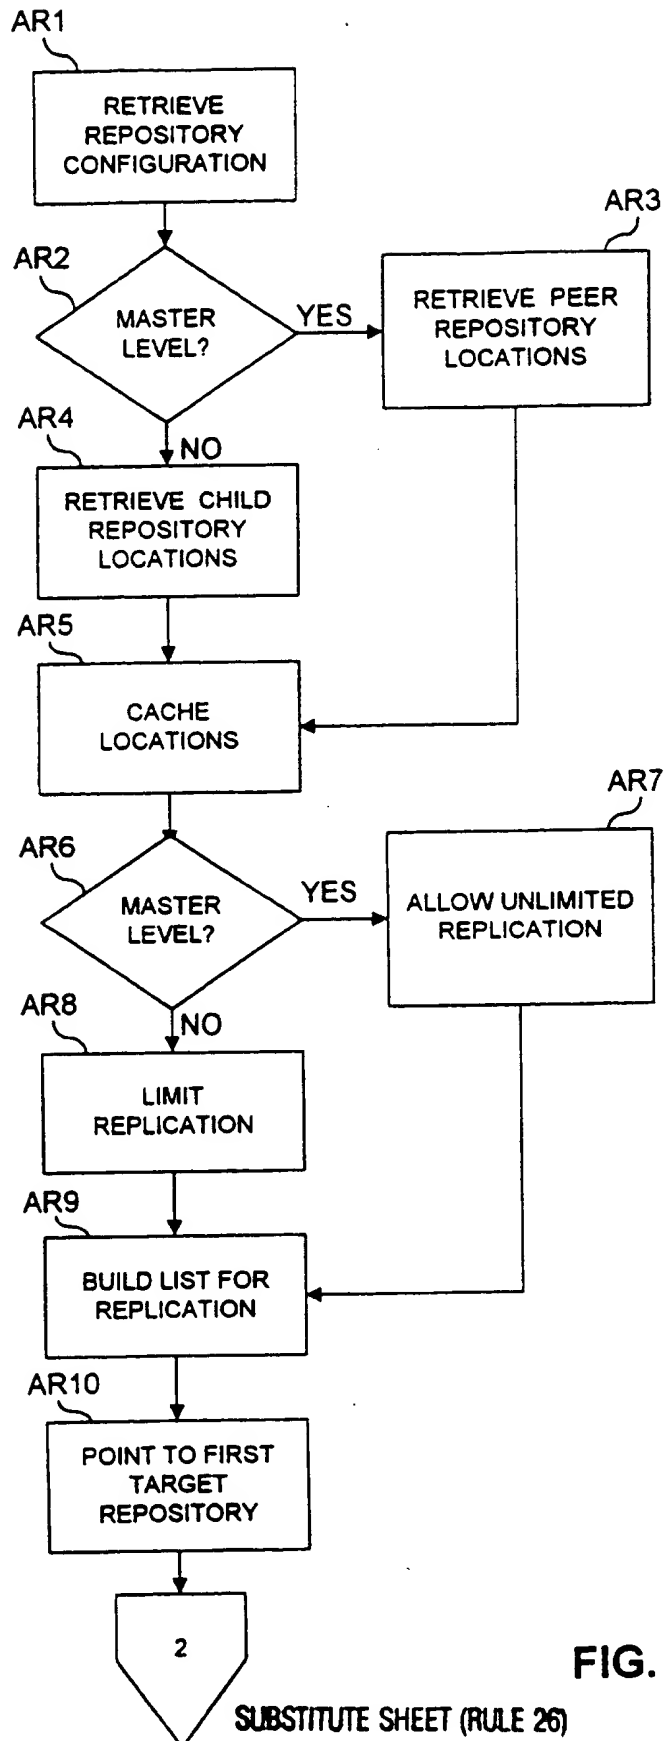 AR1
RETRIEVE
REPOSITORY
CONFIGURATION
AR2
MASTER
LEVEL?
YES
AR3
RETRIEVE PEER
REPOSITORY
LOCATIONS
AR4
NO
RETRIEVE CHILD
REPOSITORY
LOCATIONS
AR5
CACHE
LOCATIONS
AR6
MASTER
LEVEL?
YES
AR7
ALLOW UNLIMITED
REPLICATION
AR8
NO
LIMIT
REPLICATION
AR9
BUILD LIST FOR
REPLICATION
AR10
POINT TO FIRST
TARGET
REPOSITORY
2
FIG.
SUBSTITUTE SHEET (RULE 26)